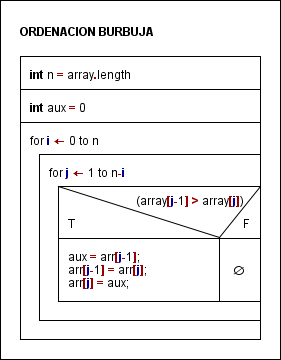 ORDENACION BURBUJA
int n = array.length
int aux = 0
for i ← 0 to n
for j ← 1 to n-i
(array[j-1] > array[j])
T F
aux = arr[j-1]; ∅
arr[j-1] = arr[j];
arr[j] = aux;